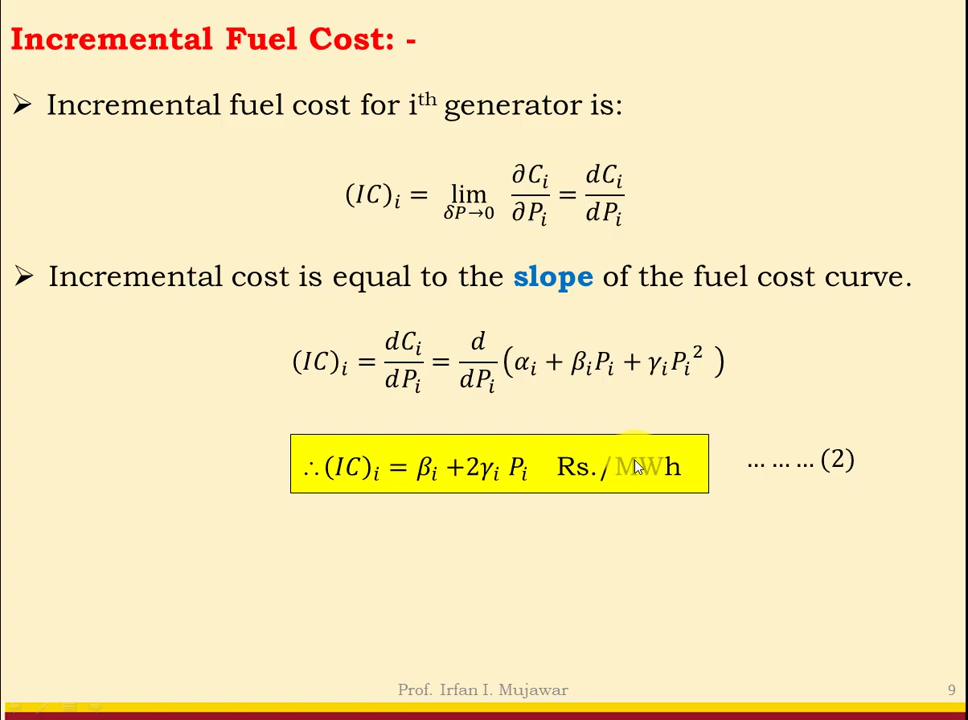 Incremental Fuel Cost: -
➢ Incremental fuel cost for iᵗʰ generator is:
(IC)ᵢ = lim_{δP→0} ∂Cᵢ/∂Pᵢ = dCᵢ/dPᵢ
➢ Incremental cost is equal to the slope of the fuel cost curve.
(IC)ᵢ = dCᵢ/dPᵢ = d/dPᵢ (αᵢ + βᵢPᵢ + γᵢPᵢ²)
∴ (IC)ᵢ = βᵢ +2γᵢ Pᵢ Rs./MWh … … … (2)
Prof. Irfan I. Mujawar
9